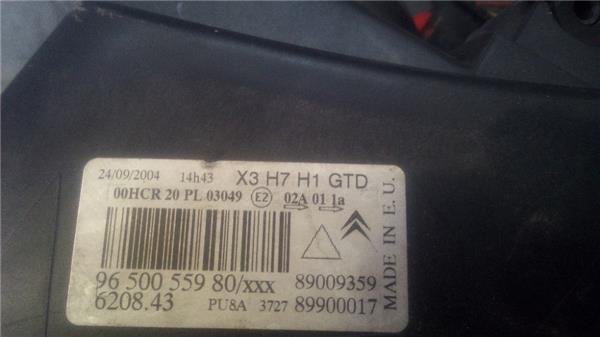 24/09/2004 14h43 X3 H7 H1 GTD
00HCR 20 PL 03049 E2 02A 01 1a
96 500 559 80/XXX 89009359
6208.43 PU8A 3727 89900017
MADE IN E.U.